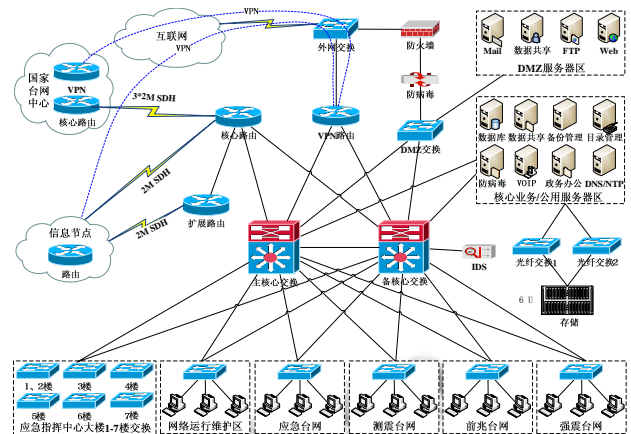 VPN
互联网
VPN
外网交换
防火墙
Mail
数据共享
FTP
Web
DMZ服务器区
国家
台网
中心
VPN
核心路由
3*2M SDH
核心路由
VPN路由
防病毒
DMZ交换
数据库
数据共享
备份管理
目录管理
防病毒
VOIP
政务办公
DNS/NTP
核心业务/公用服务器区
2M SDH
扩展路由
2M SDH
信息节点
路由
主核心交换
备核心交换
IDS
光纤交换1
光纤交换2
6 U
存储
1、2楼
3楼
4楼
5楼
6楼
7楼
应急指挥中心大楼1-7楼交换
网络运行维护区
应急台网
测震台网
前兆台网
强震台网